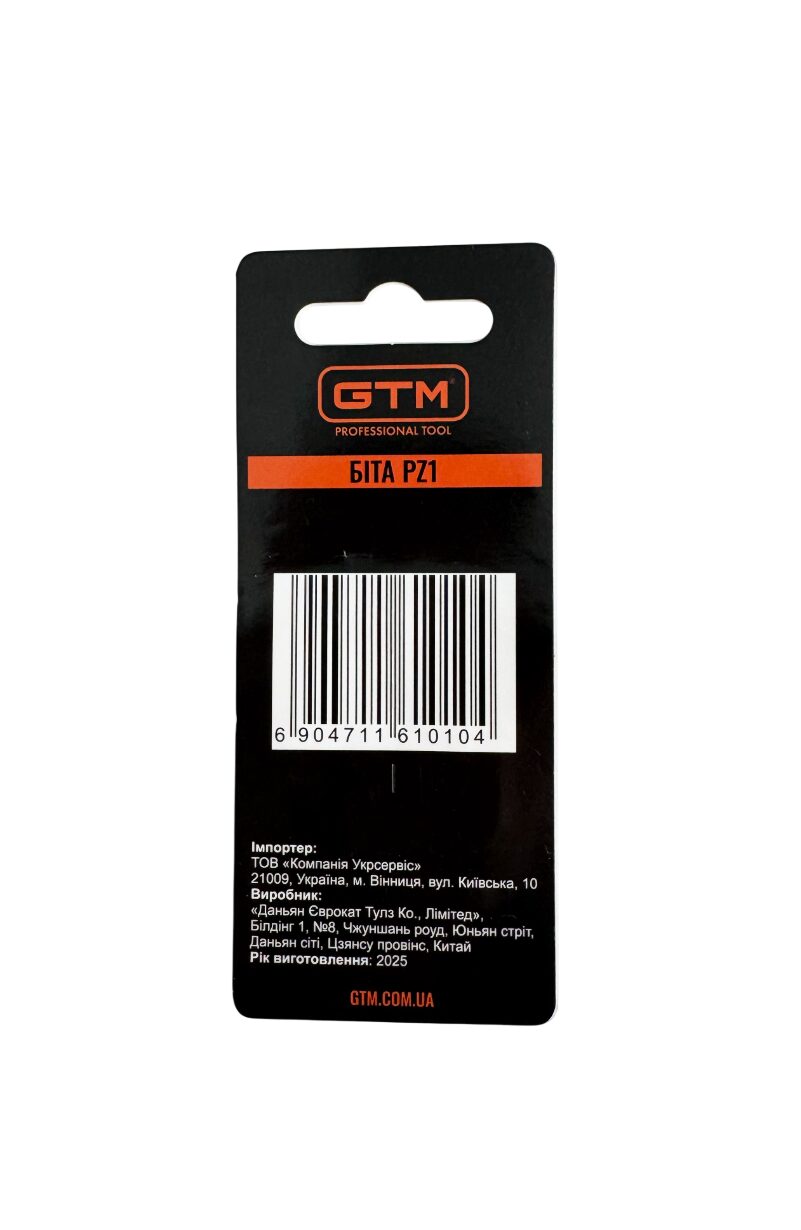 GTM
PROFESSIONAL TOOL
БІТА PZ1
6 904711 610104
Імпортер:
ТОВ «Компанія Укрсервіс»
21009, Україна, м. Вінниця, вул. Київська, 10
Виробник:
«Даньян Єврокат Тулз Ко., Лімітед»,
Білдінг 1, №8, Чжуншань роуд, Юньян стріт,
Даньян сіті, Цзянсу провінс, Китай
Рік виготовлення: 2025
GTM.COM.UA